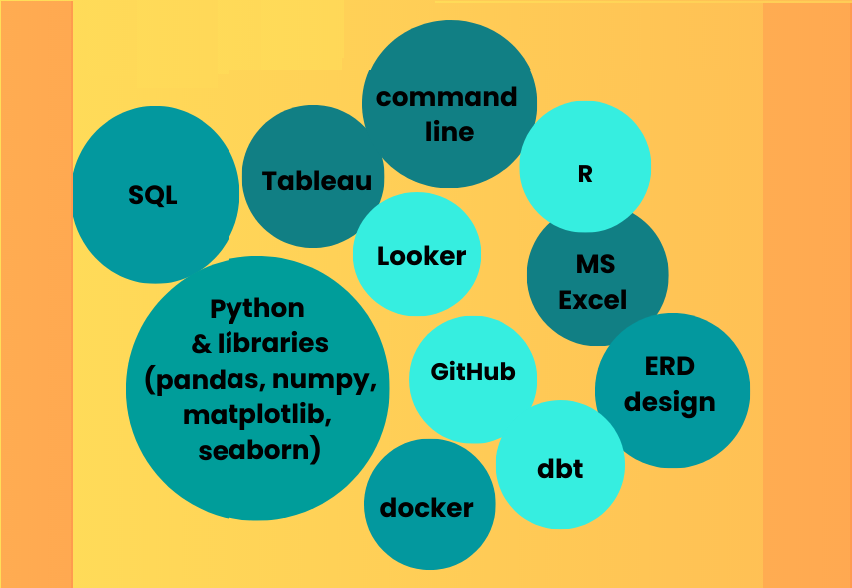 command
line
R
SQL
Tableau
Looker
MS
Excel
Python
& libraries
(pandas, numpy,
matplotlib,
seaborn)
GitHub
ERD
design
dbt
docker